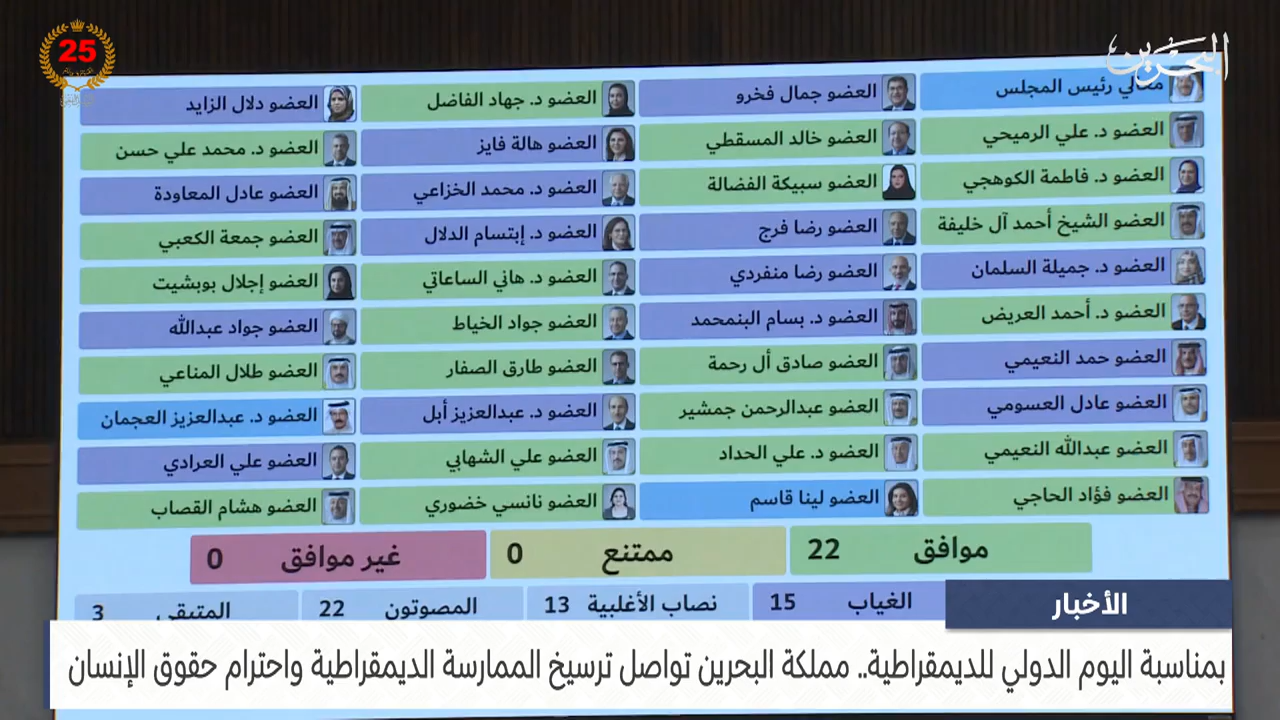 البحرين
25
معالي رئيس المجلس
العضو جمال فخرو
العضو د. جهاد الفاضل
العضو دلال الزايد
العضو د. علي الرميحي
العضو خالد المسقطي
العضو هالة فايز
العضو د. محمد علي حسن
العضو د. فاطمة الكوهجي
العضو سبيكة الفضالة
العضو د. محمد الخزاعي
العضو عادل المعاودة
العضو الشيخ أحمد آل خليفة
العضو رضا فرج
العضو د. إبتسام الدلال
العضو جمعة الكعبي
العضو د. جميلة السلمان
العضو رضا منفردي
العضو د. هاني الساعاتي
العضو إجلال بوبشيت
العضو د. أحمد العريض
العضو د. بسام البنمحمد
العضو جواد الخياط
العضو جواد عبدالله
العضو حمد النعيمي
العضو صادق أل رحمة
العضو طارق الصفار
العضو طلال المناعي
العضو عادل العسومي
العضو عبدالرحمن جمشير
العضو د. عبدالعزيز أبل
العضو د. عبدالعزيز العجمان
العضو عبدالله النعيمي
العضو د. علي الحداد
العضو علي الشهابي
العضو علي العرادي
العضو فؤاد الحاجي
العضو لينا قاسم
العضو نانسي خضوري
العضو هشام القصاب
موافق 22
ممتنع 0
غير موافق 0
الغياب 15
نصاب الأغلبية 13
المصوتون 22
المتبقي 3
الأخبار
بمناسبة اليوم الدولي للديمقراطية.. مملكة البحرين تواصل ترسيخ الممارسة الديمقراطية واحترام حقوق الإنسان